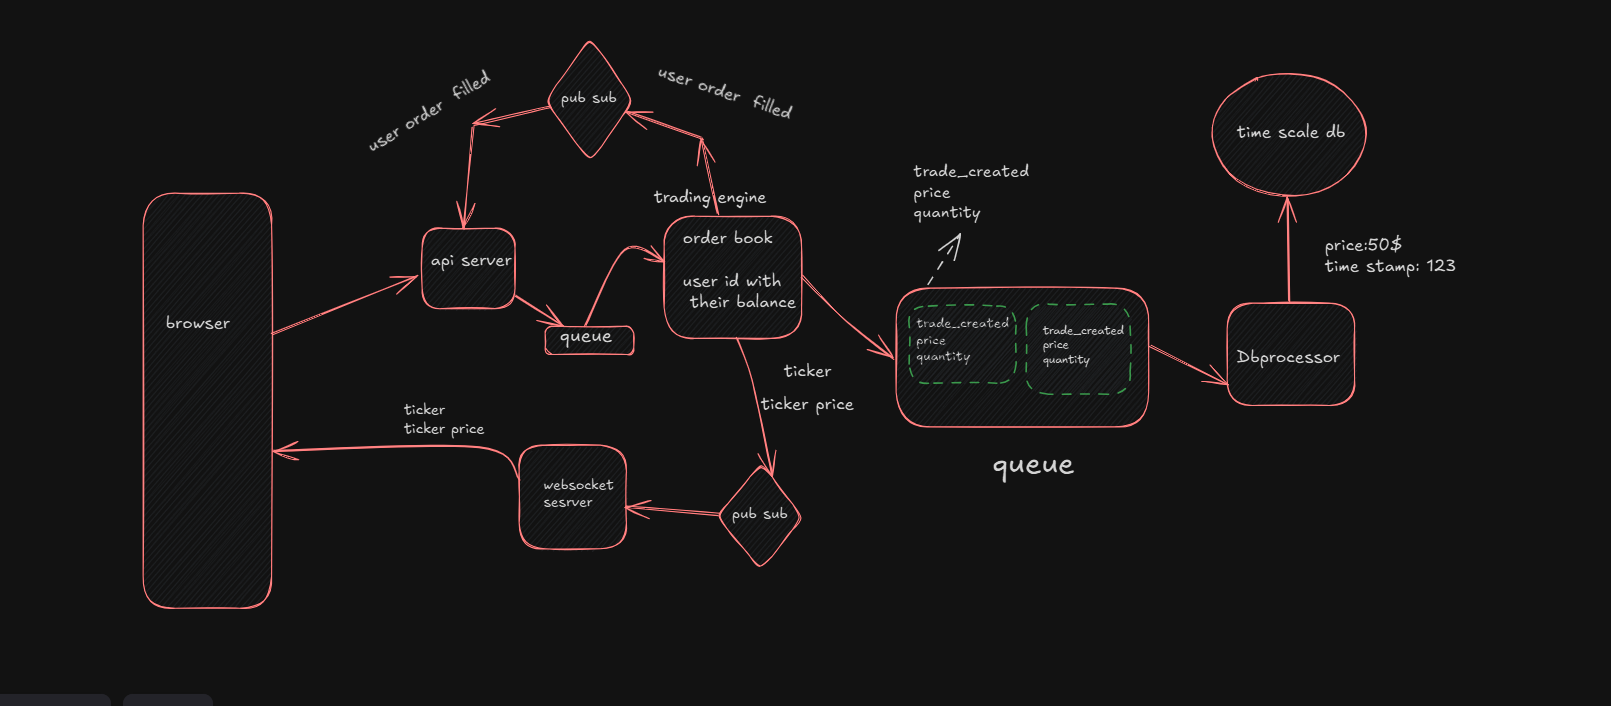 user order filled
pub sub
user order filled
time scale db
trade_created
price
quantity
trading engine
api server
order book
user id with
their balance
price:50$
time stamp: 123
browser
queue
trade_created
price
quantity
trade_created
price
quantity
Dbprocessor
ticker
ticker price
ticker
ticker price
queue
websocket
sesrver
pub sub